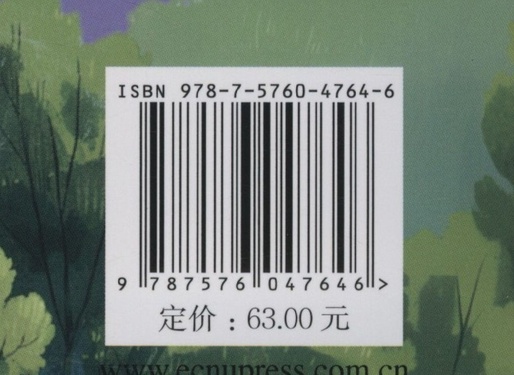 ISBN 978-7-5760-4764-6
9 787576 047646 >
定价：63.00 元
www.ecnupress.com.cn